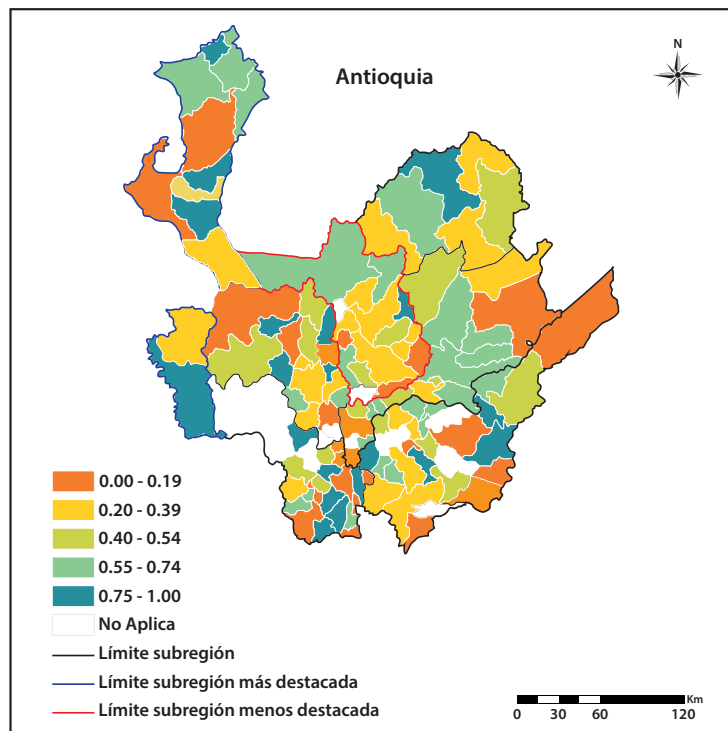 Antioquia
N
0.00 - 0.19
0.20 - 0.39
0.40 - 0.54
0.55 - 0.74
0.75 - 1.00
No Aplica
Límite subregión
Límite subregión más destacada
Límite subregión menos destacada
Km
0 15 30 60 120